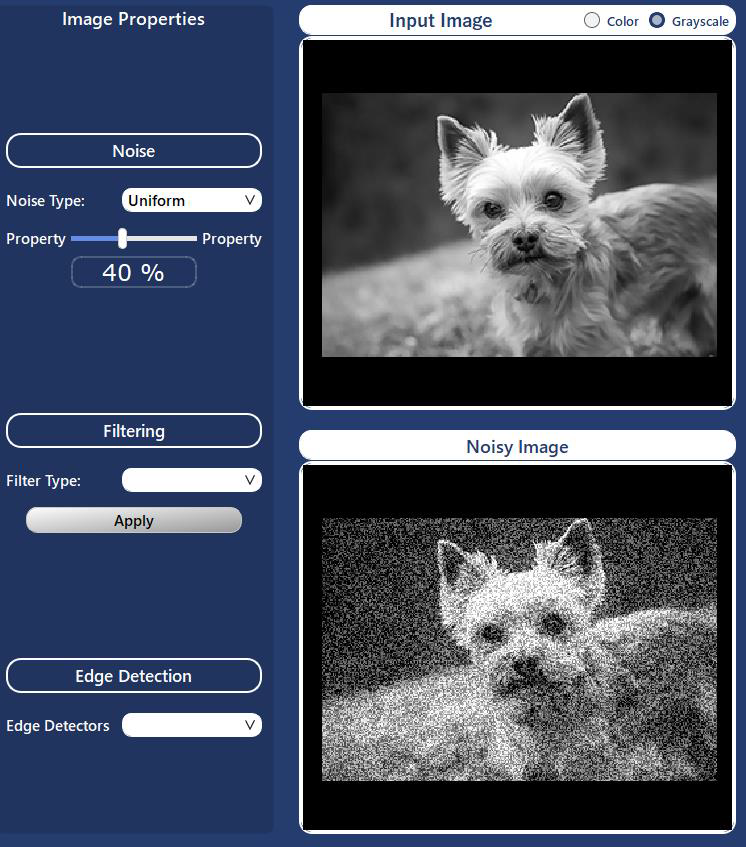 Image Properties
Noise
Noise Type: Uniform
Property Property
40 %
Filtering
Filter Type:
Apply
Edge Detection
Edge Detectors
Input Image Color Grayscale
Noisy Image